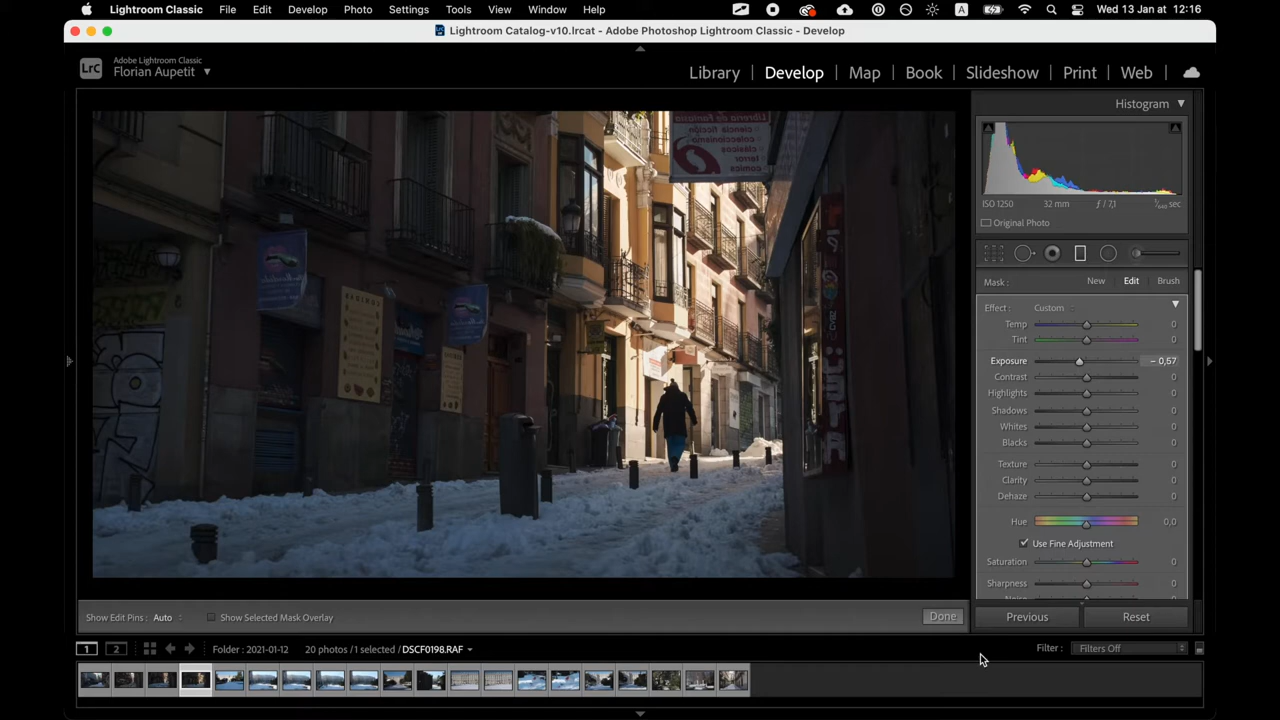 Lightroom Classic File Edit Develop Photo Settings Tools View Window Help A Wed 13 Jan at 12:16
Lightroom Catalog-v10.lrcat - Adobe Photoshop Lightroom Classic - Develop
LrC
Adobe Lightroom Classic
Florian Aupetit
Library | Develop | Map | Book | Slideshow | Print | Web
Histogram
ISO 1250 32 mm ƒ / 7,1 1/640 sec
Original Photo
Mask : New Edit Brush
Effect : Custom
Temp 0
Tint 0
Exposure – 0,57
Contrast 0
Highlights 0
Shadows 0
Whites 0
Blacks 0
Texture 0
Clarity 0
Dehaze 0
Hue 0,0
Use Fine Adjustment
Saturation 0
Sharpness 0
Previous Reset
Show Edit Pins : Auto Show Selected Mask Overlay Done
1 2 Folder : 2021-01-12 20 photos / 1 selected / DSCF0198.RAF Filter : Filters Off